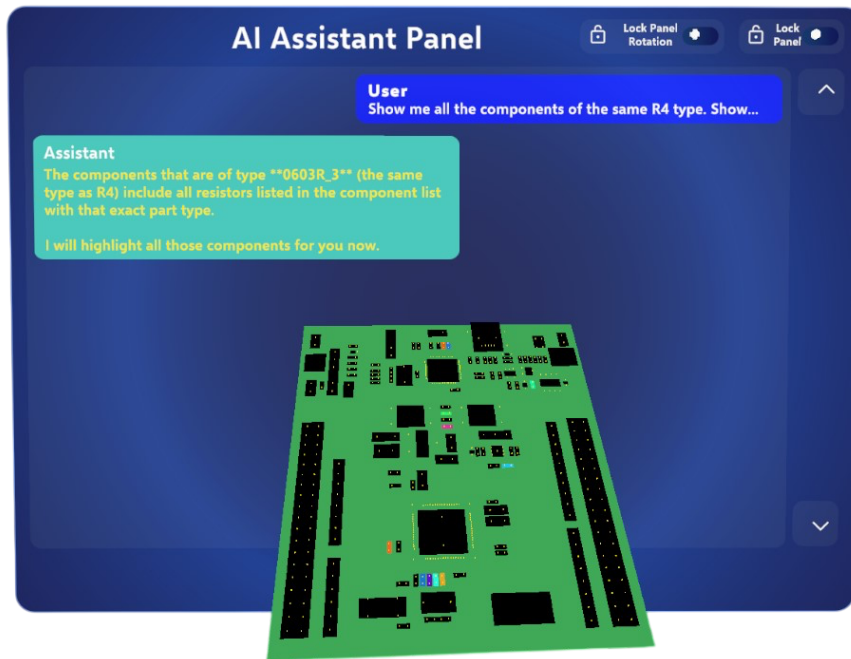 AI Assistant Panel
Lock Panel
Rotation
Lock
Panel
User
Show me all the components of the same R4 type. Show...
Assistant
The components that are of type **0603R_3** (the same
type as R4) include all resistors listed in the component list
with that exact part type.
I will highlight all those components for you now.